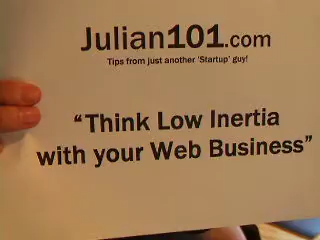 Julian101.com
Tips from just another 'Startup' guy!
“Think Low Inertia
with your Web Business”